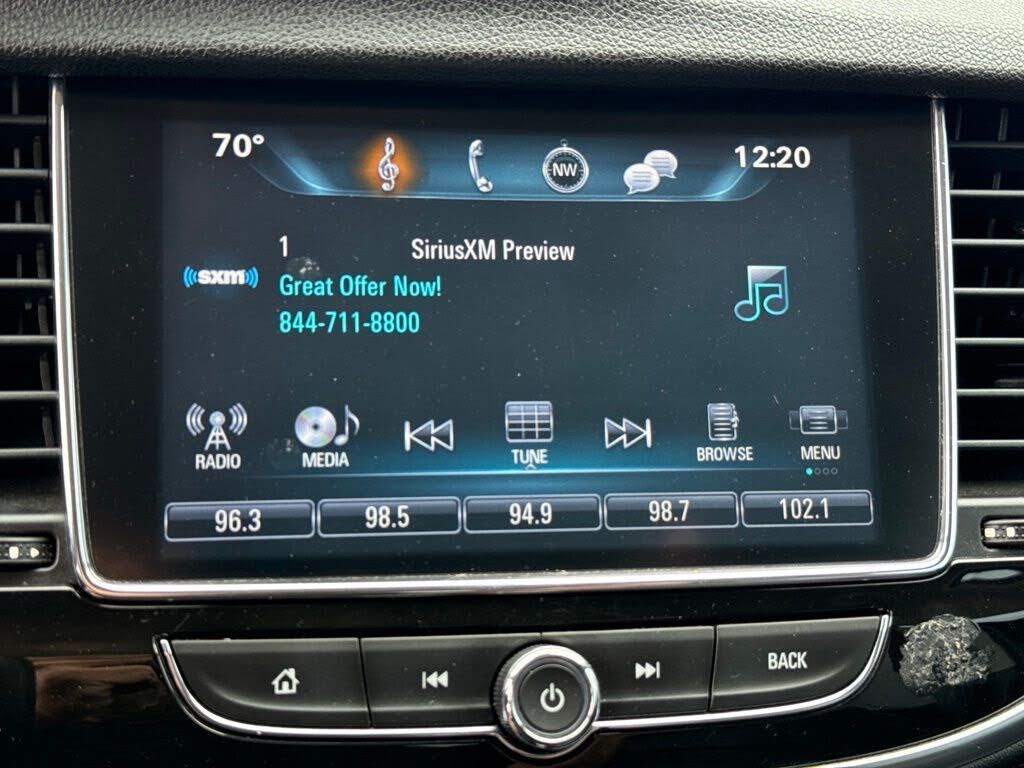 70° 12:20
NW
1 SiriusXM Preview
((sxm)) Great Offer Now!
844-711-8800
RADIO MEDIA TUNE BROWSE MENU
96.3 98.5 94.9 98.7 102.1
BACK